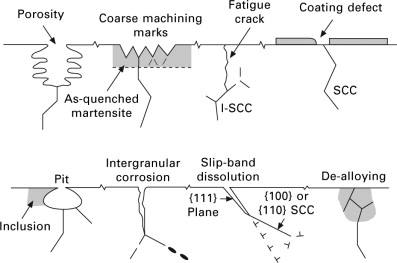 Porosity
Coarse machining
marks
Fatigue
crack
Coating defect
As-quenched
martensite
I-SCC
SCC
Pit
Inclusion
Intergranular
corrosion
Slip-band
dissolution
{111}
Plane
{100} or
{110} SCC
De-alloying